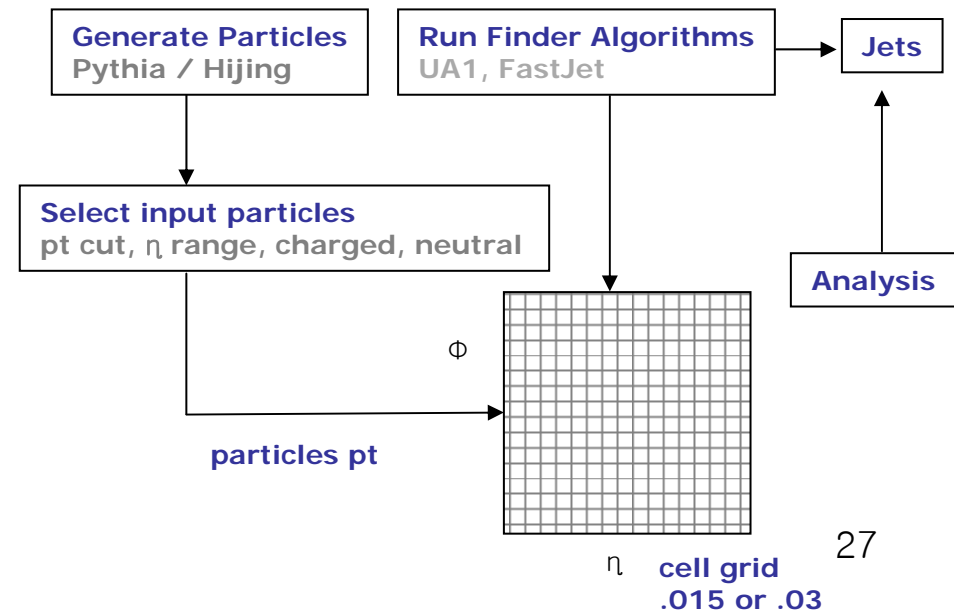 Generate Particles
Pythia / Hijing
Run Finder Algorithms
UA1, FastJet
Jets
Select input particles
pt cut, η range, charged, neutral
Analysis
Φ
particles pt
η
cell grid
.015 or .03
27